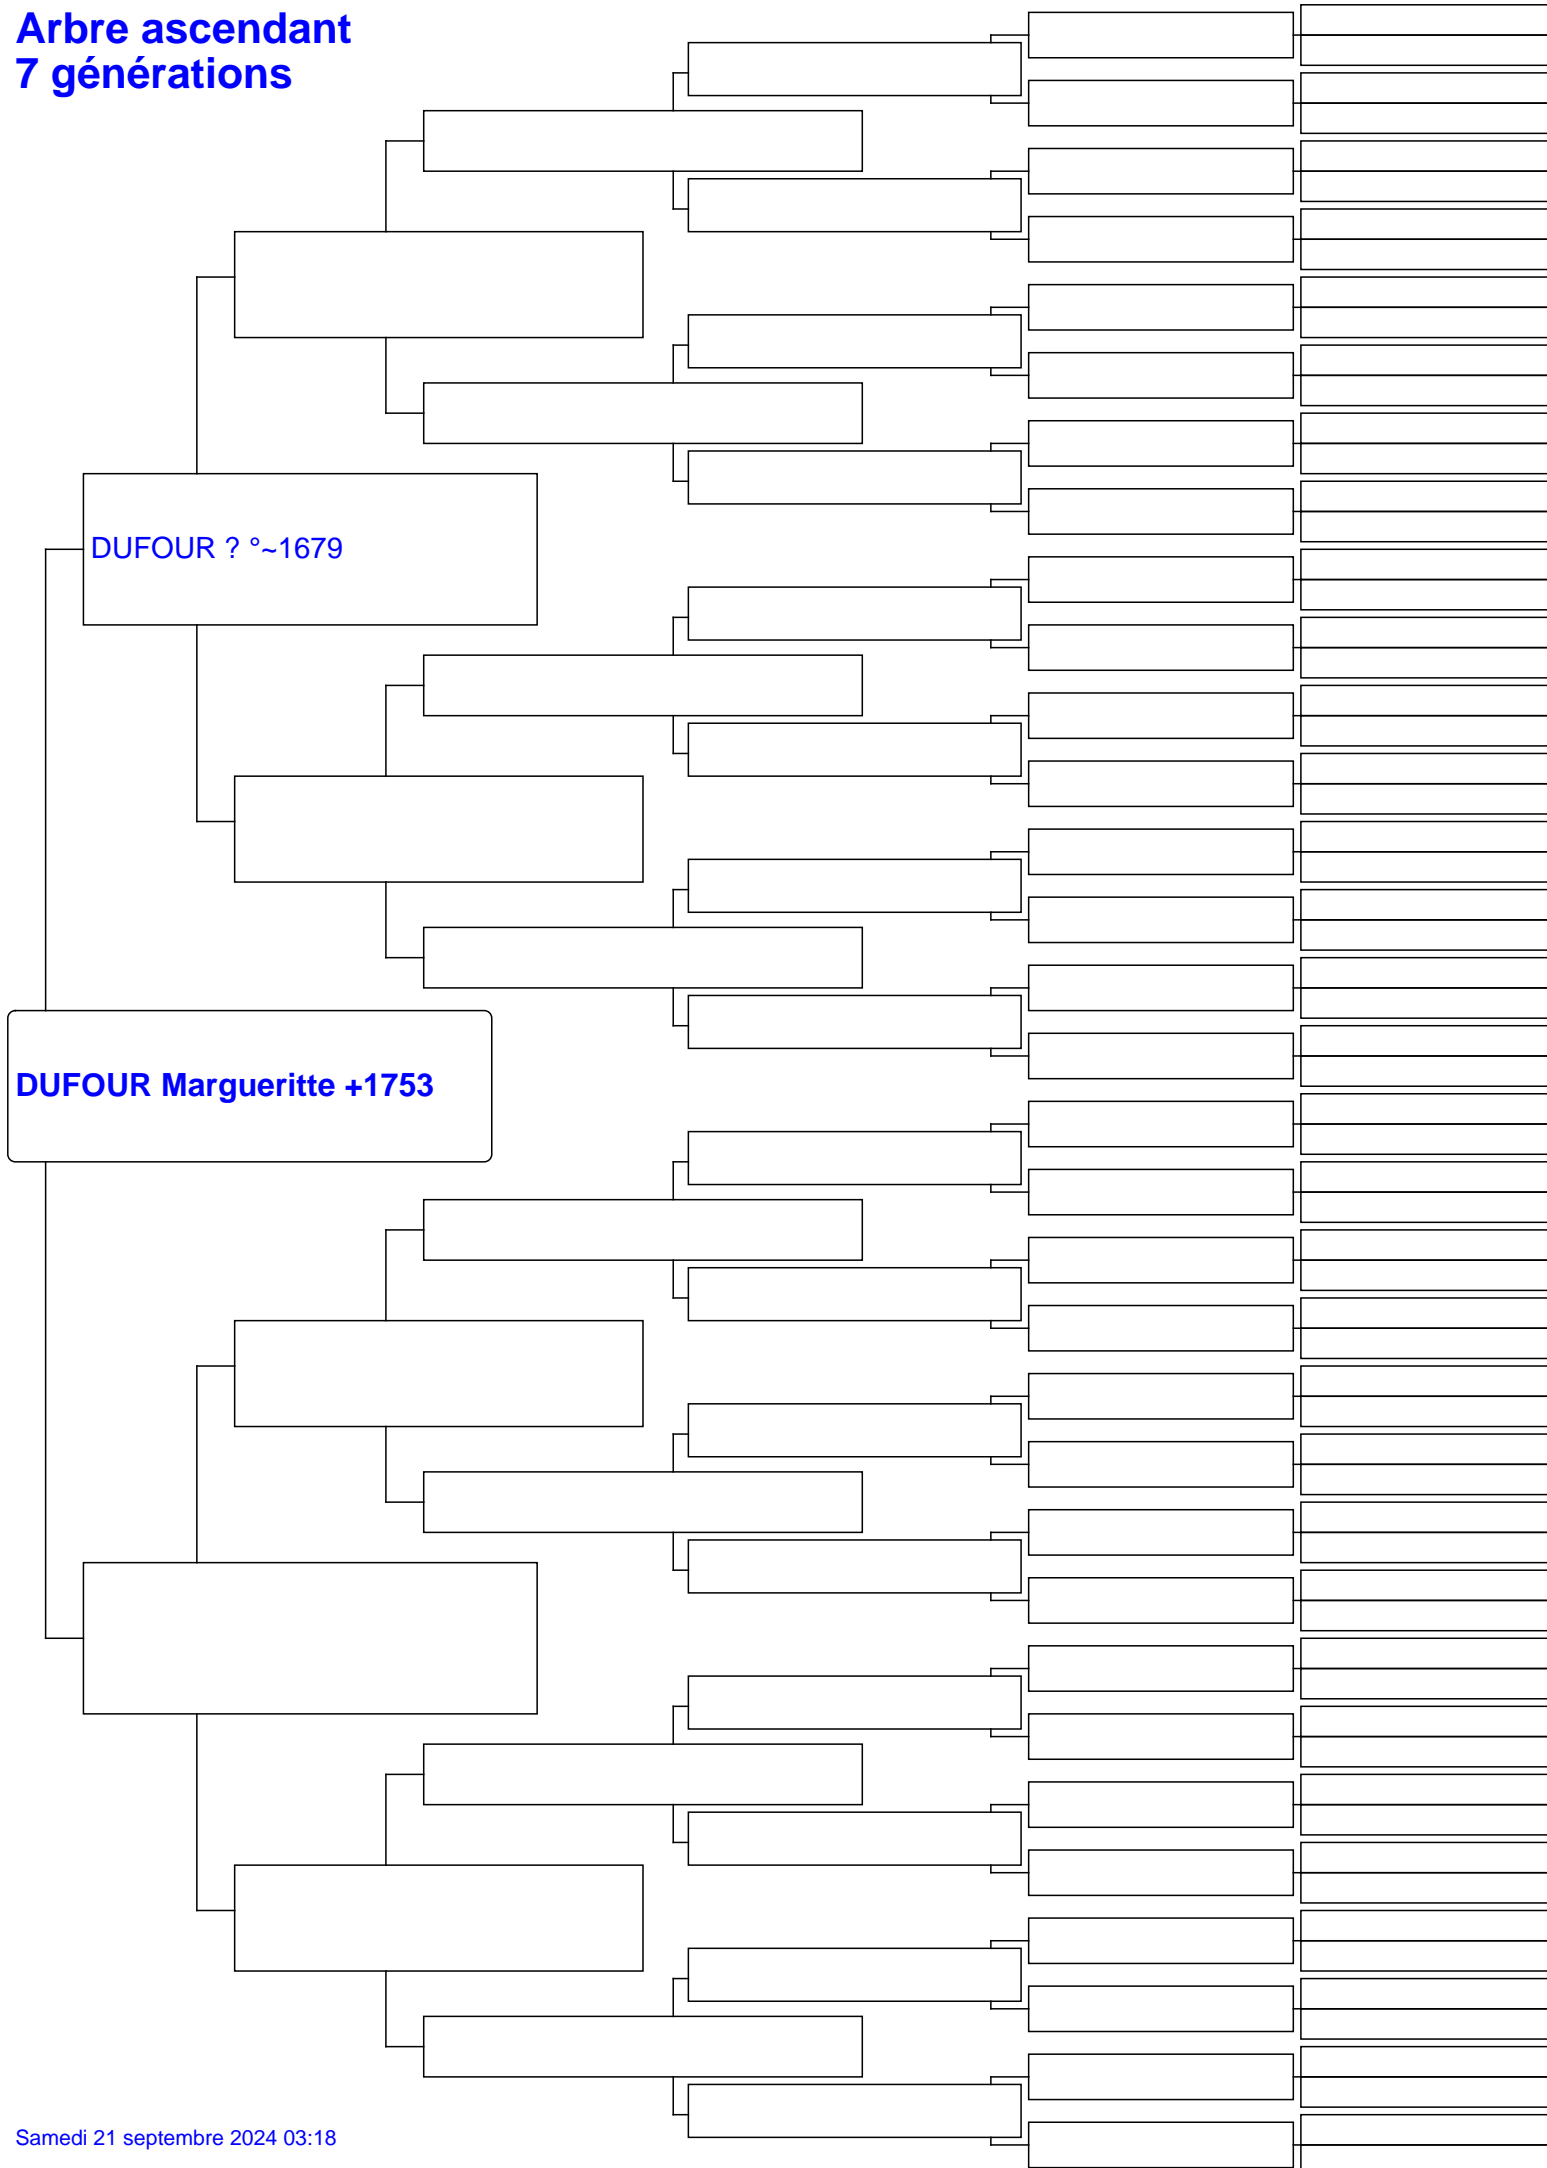 Arbre ascendant
7 générations
DUFOUR ? °~1679
DUFOUR Margueritte +1753
Samedi 21 septembre 2024 03:18